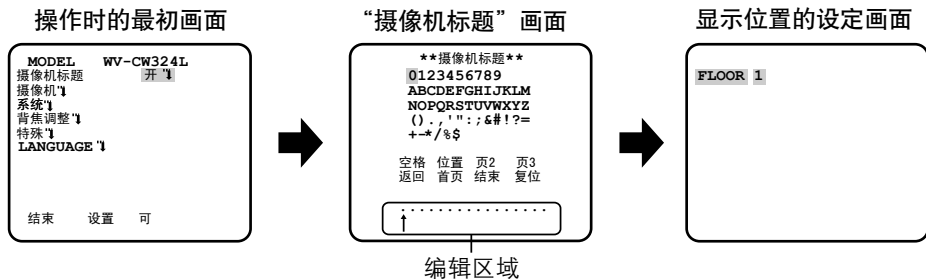 操作时的最初画面
MODEL WV-CW324L
摄像机标题 开
摄像机
系统
背焦调整
特殊
LANGUAGE
结束 设置 可
“摄像机标题”画面
**摄像机标题**
0123456789
ABCDEFGHIJKLM
NOPQRSTUVWXYZ
().,'":;&#!?=
+-*/%$
空格 位置 页2 页3
返回 首页 结束 复位
................
编辑区域
显示位置的设定画面
FLOOR 1